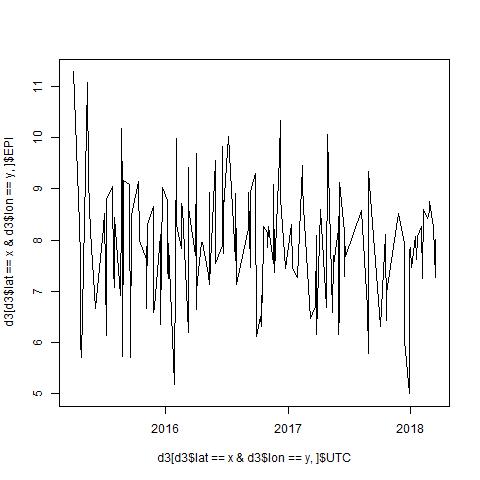 d3[d3$lat == x & d3$lon == y, ]$EPI
11
10
9
8
7
6
5
2016 2017 2018
d3[d3$lat == x & d3$lon == y, ]$UTC